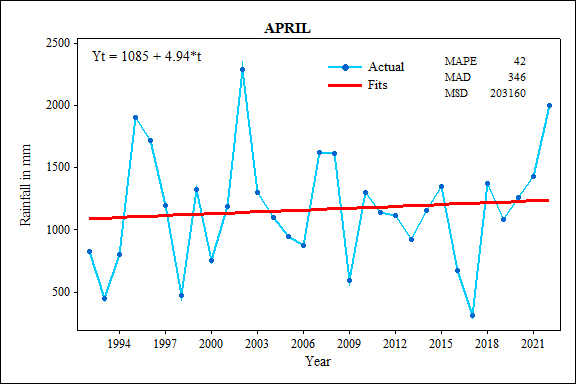 APRIL
Yt = 1085 + 4.94*t
Actual
Fits
MAPE 42
MAD 346
MSD 203160
2500
2000
1500
1000
500
Rainfall in mm
1994 1997 2000 2003 2006 2009 2012 2015 2018 2021
Year